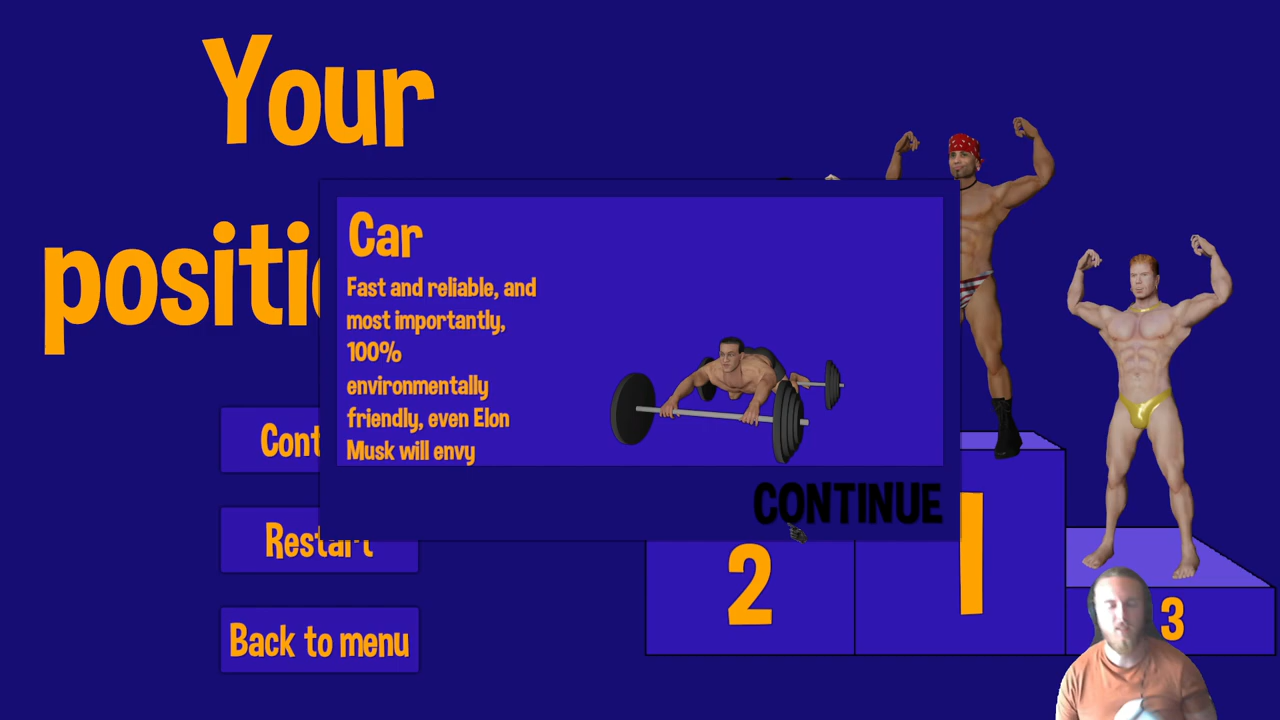 Your
positi
Car
Fast and reliable, and
most importantly,
100%
environmentally
friendly, even Elon
Musk will envy
CONTINUE
Cont
Restart
Back to menu
2
1
3